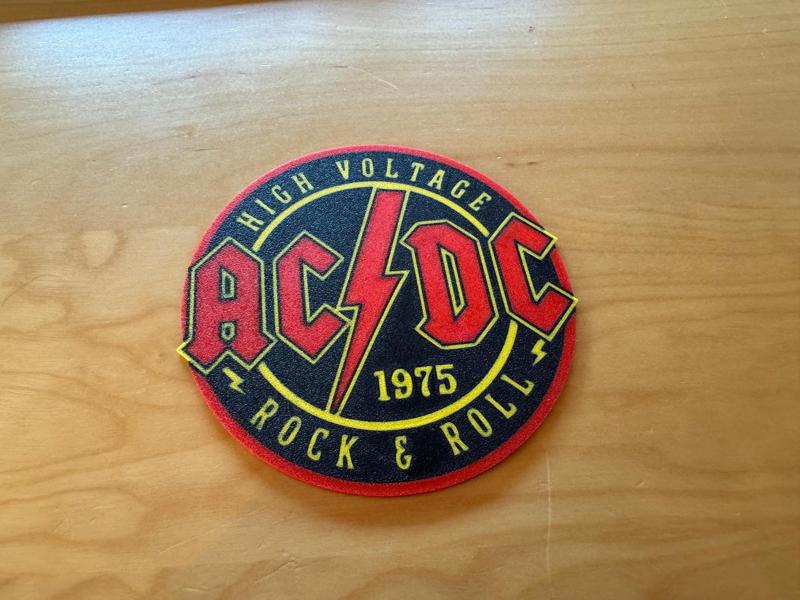 HIGH VOLTAGE
AC/DC
1975
ROCK & ROLL